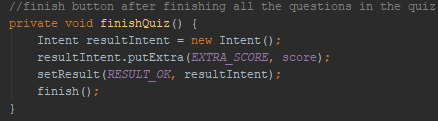 //finish button after finishing all the questions in the quiz
private void finishQuiz() {
    Intent resultIntent = new Intent();
    resultIntent.putExtra(EXTRA_SCORE, score);
    setResult(RESULT_OK, resultIntent);
    finish();
}